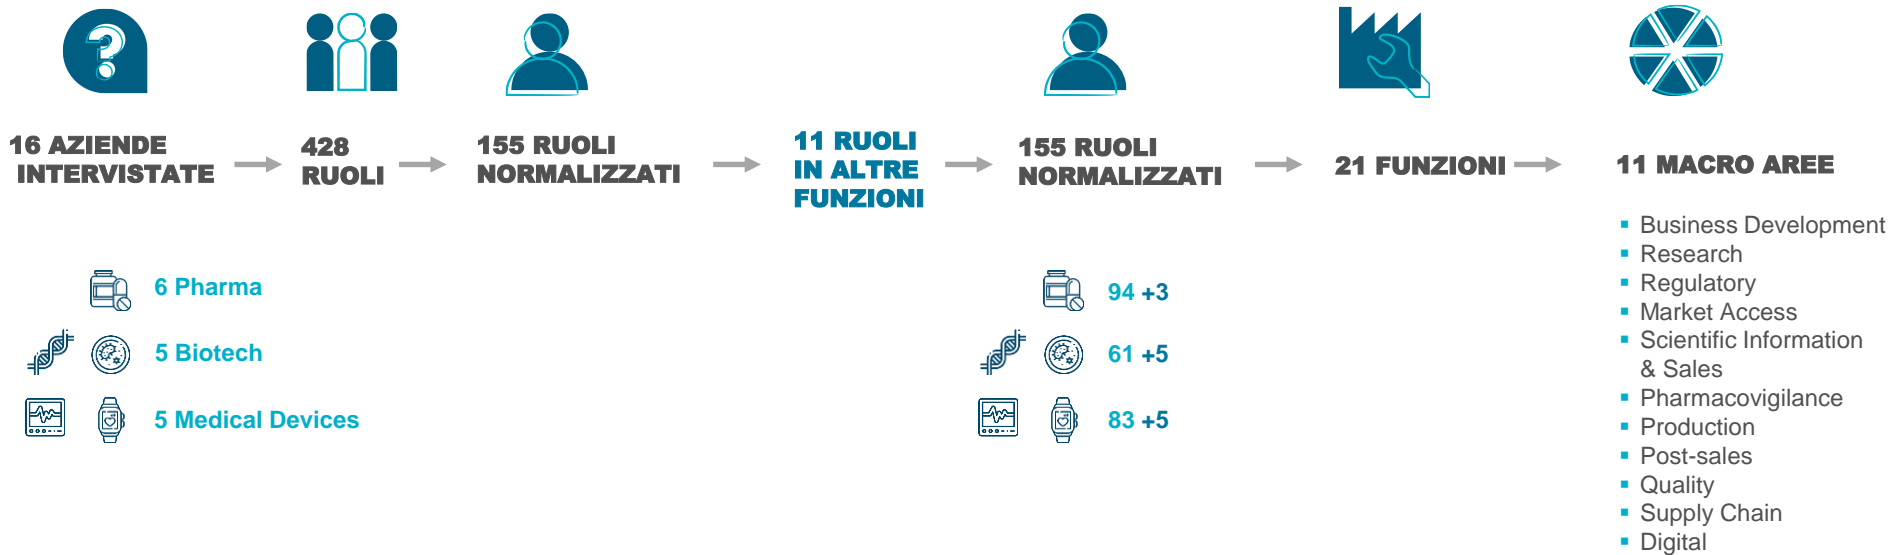 16 AZIENDE
INTERVISTATE
428
RUOLI
155 RUOLI
NORMALIZZATI
11 RUOLI
IN ALTRE
FUNZIONI
155 RUOLI
NORMALIZZATI
21 FUNZIONI
11 MACRO AREE
6 Pharma
5 Biotech
5 Medical Devices
94 +3
61 +5
83 +5
▪ Business Development
▪ Research
▪ Regulatory
▪ Market Access
▪ Scientific Information
& Sales
▪ Pharmacovigilance
▪ Production
▪ Post-sales
▪ Quality
▪ Supply Chain
▪ Digital